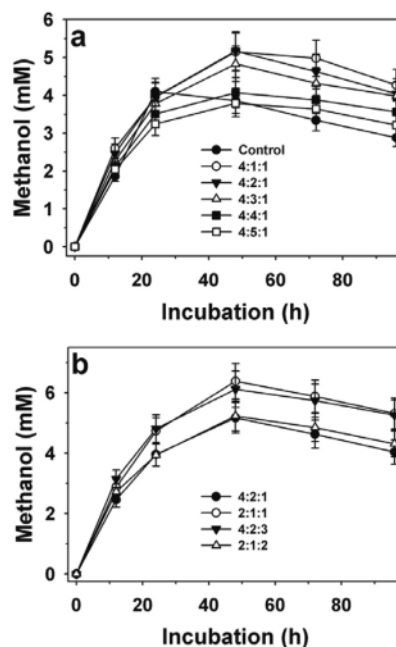 a
Methanol (mM)
6
5
4
3
2
1
0
Control
4:1:1
4:2:1
4:3:1
4:4:1
4:5:1
0 20 40 60 80
Incubation (h)
b
Methanol (mM)
6
4
2
0
4:2:1
2:1:1
4:2:3
2:1:2
0 20 40 60 80
Incubation (h)